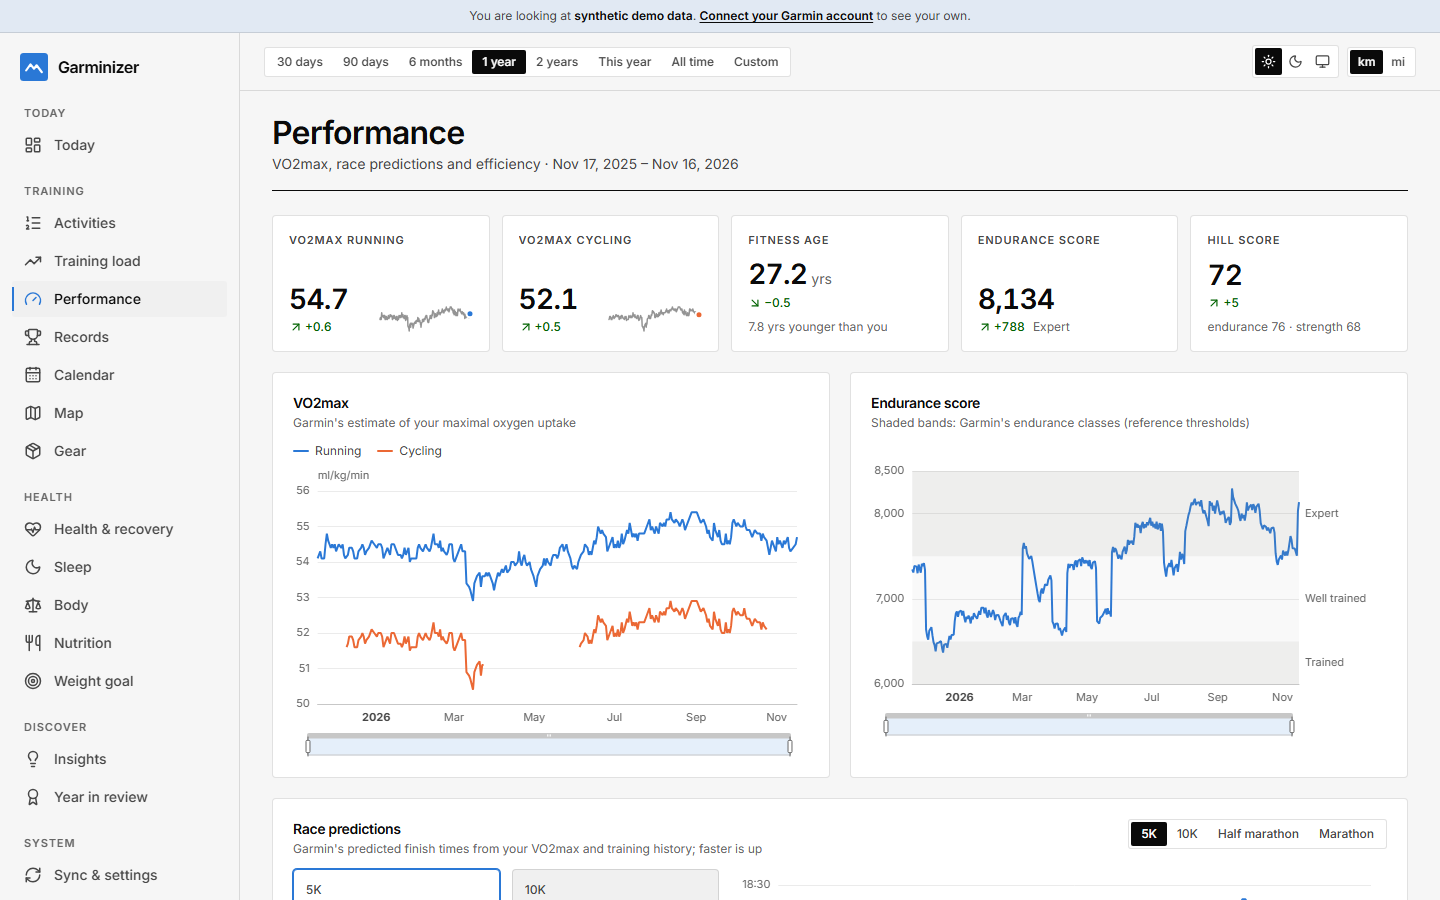 You are looking at synthetic demo data. Connect your Garmin account to see your own.
Garminizer
TODAY
Today
TRAINING
Activities
Training load
Performance
Records
Calendar
Map
Gear
HEALTH
Health & recovery
Sleep
Body
Nutrition
Weight goal
DISCOVER
Insights
Year in review
SYSTEM
Sync & settings
30 days 90 days 6 months 1 year 2 years This year All time Custom
km mi
Performance
VO2max, race predictions and efficiency · Nov 17, 2025 – Nov 16, 2026
VO2MAX RUNNING
54.7
+0.6
VO2MAX CYCLING
52.1
+0.5
FITNESS AGE
27.2 yrs
−0.5
7.8 yrs younger than you
ENDURANCE SCORE
8,134
+788 Expert
HILL SCORE
72
+5
endurance 76 · strength 68
VO2max
Garmin's estimate of your maximal oxygen uptake
Running Cycling
ml/kg/min
56
55
54
53
52
51
50
2026 Mar May Jul Sep Nov
Endurance score
Shaded bands: Garmin's endurance classes (reference thresholds)
8,500
8,000
7,000
6,000
Expert
Well trained
Trained
2026 Mar May Jul Sep Nov
Race predictions
Garmin's predicted finish times from your VO2max and training history; faster is up
5K 10K Half marathon Marathon
5K
10K
18:30